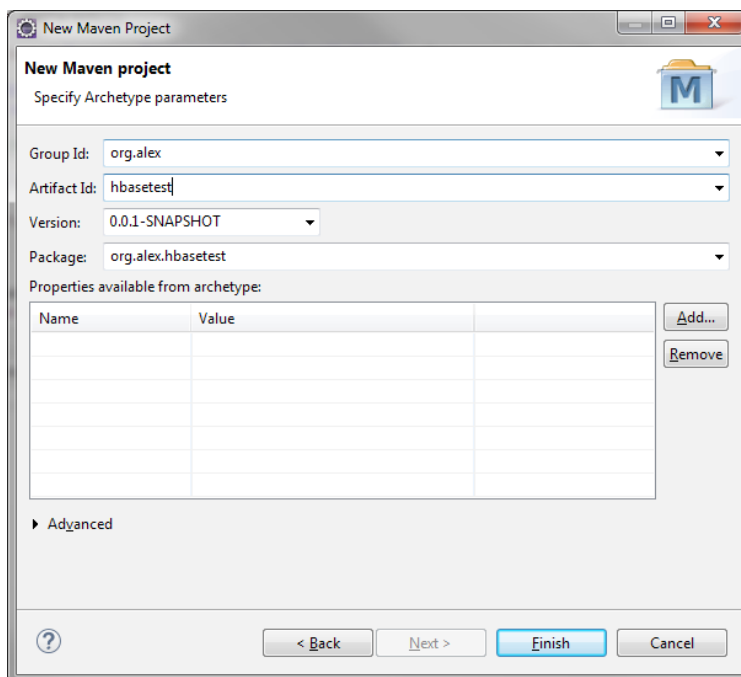 New Maven Project
New Maven project
Specify Archetype parameters
M
Group Id: org.alex
Artifact Id: hbasetest
Version: 0.0.1-SNAPSHOT
Package: org.alex.hbasetest
Properties available from archetype:
Name Value
Add...
Remove
Advanced
? < Back Next > Finish Cancel